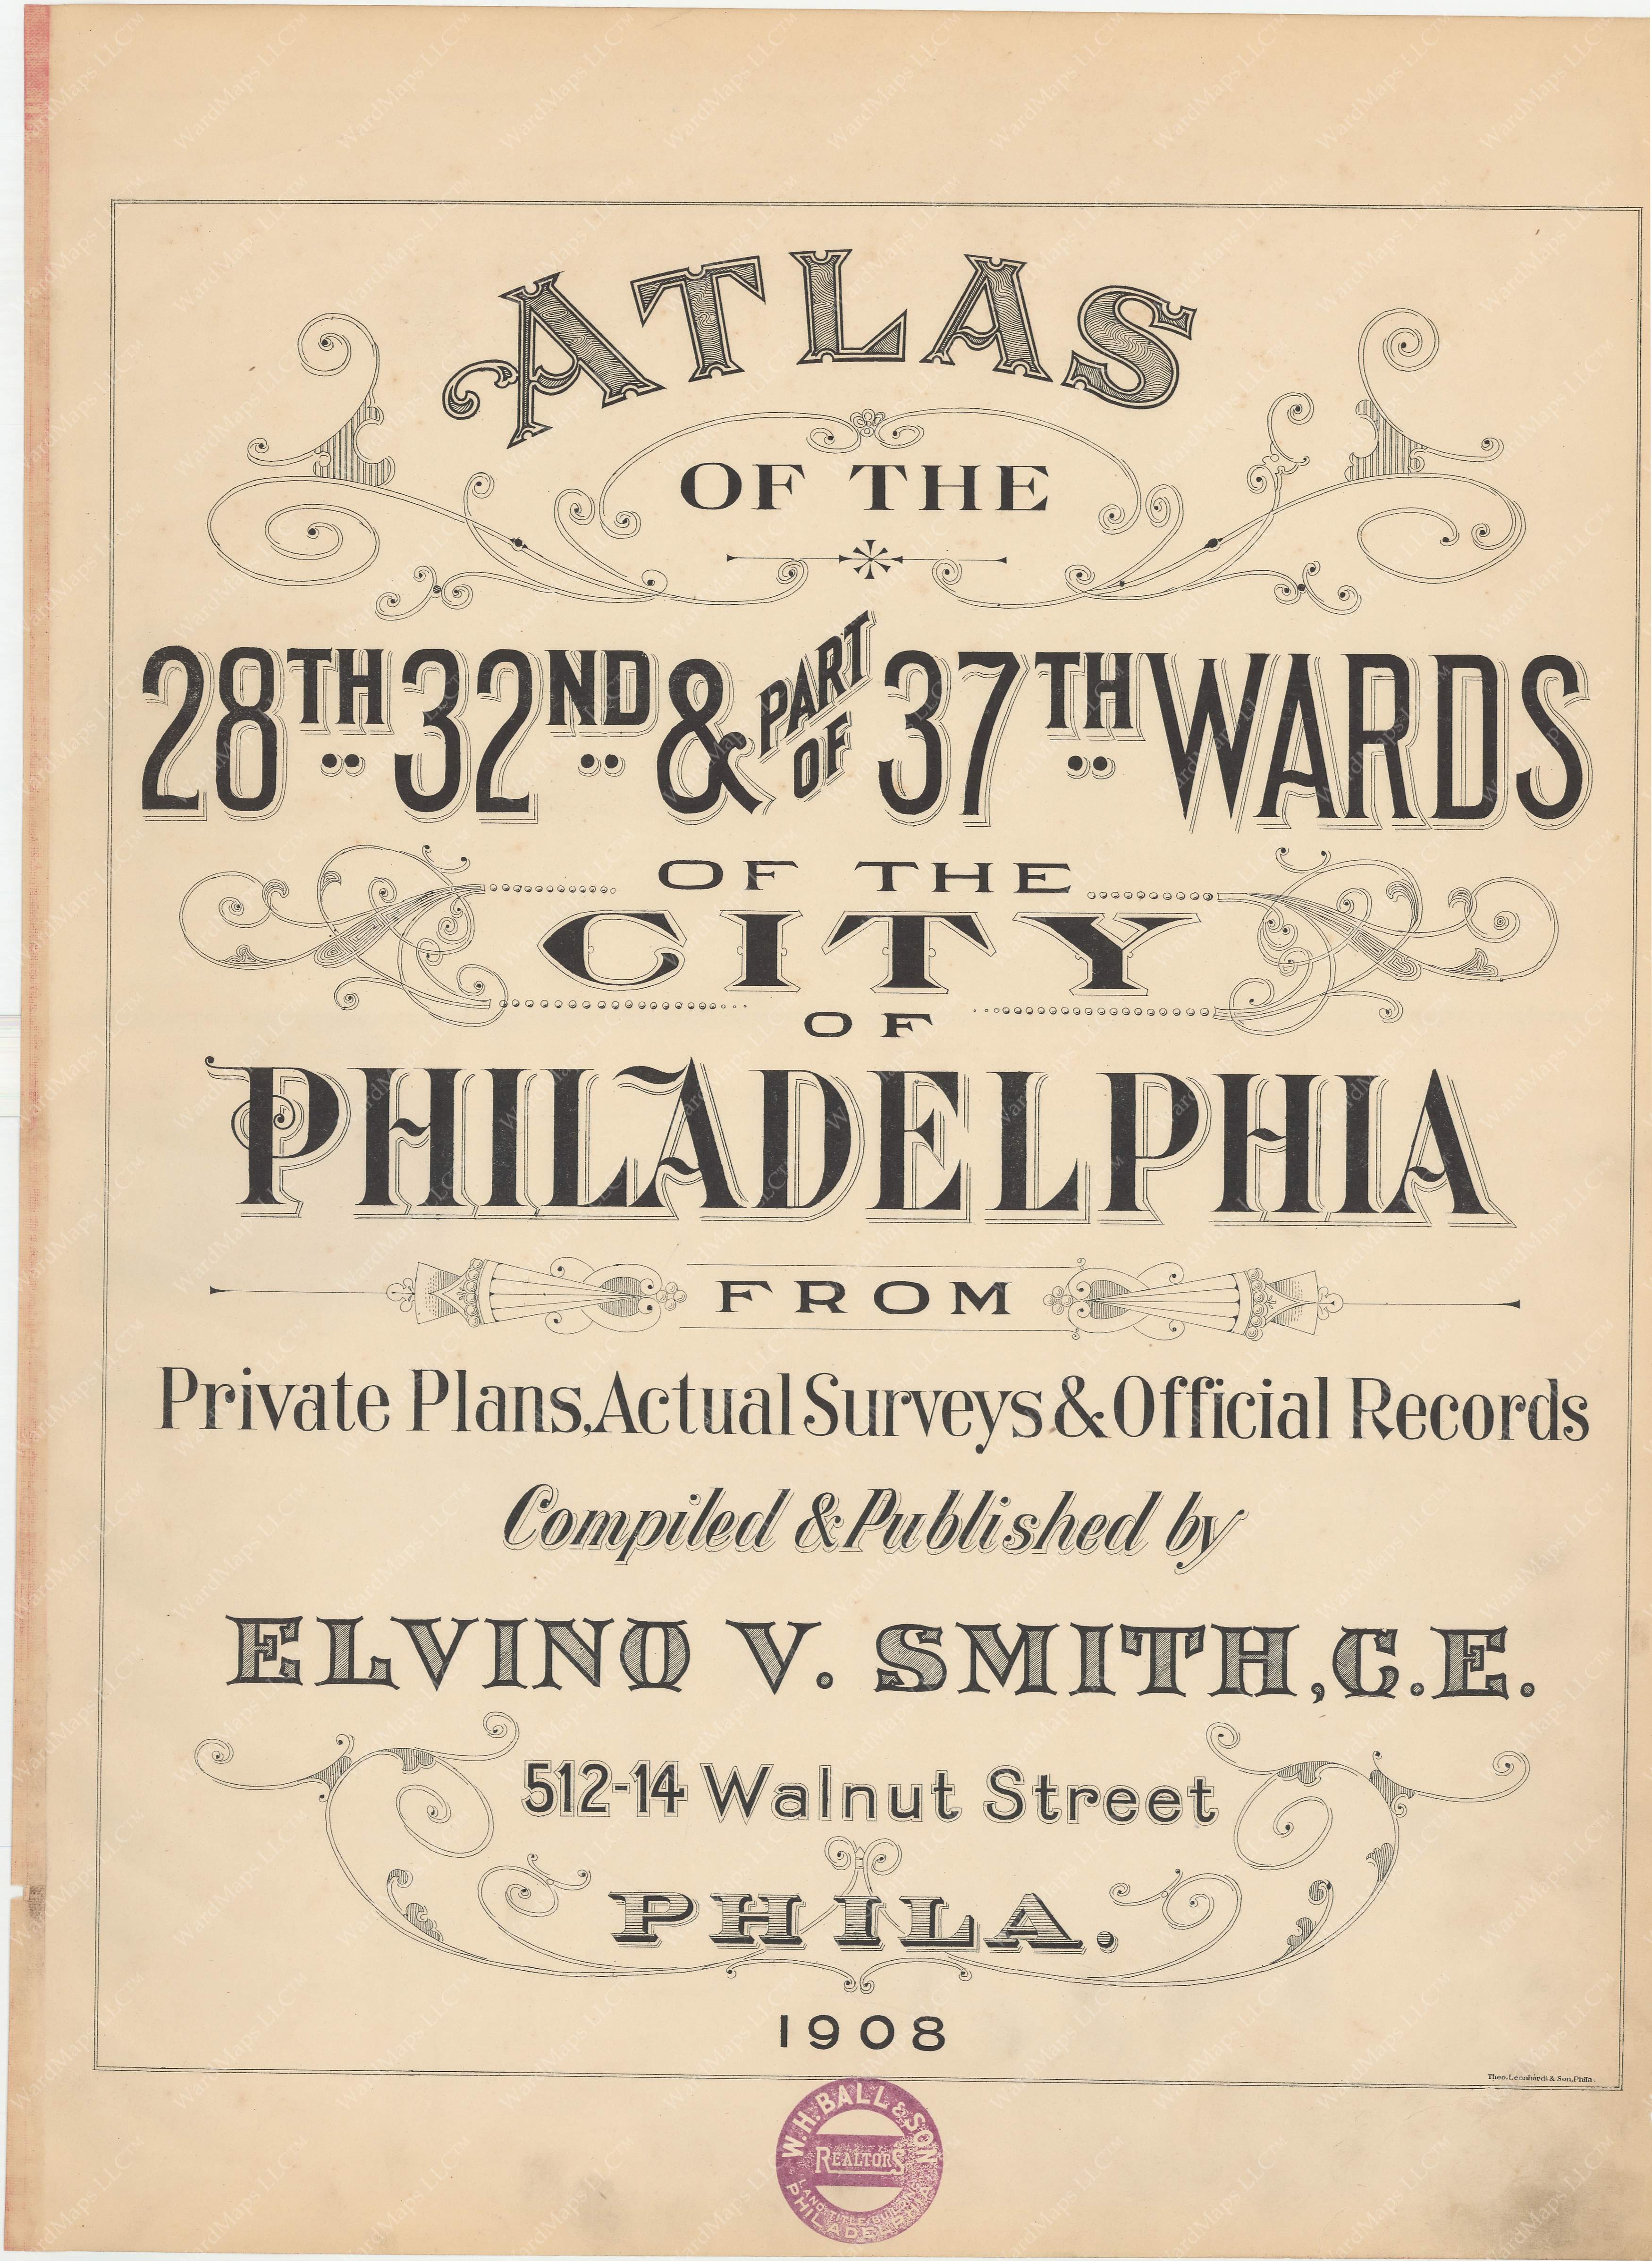 ATLAS
OF THE
28TH 32ND & PART OF 37TH WARDS
OF THE
CITY
OF
PHILADELPHIA
FROM
Private Plans, Actual Surveys & Official Records
Compiled & Published by
ELVINO V. SMITH, C.E.
512-14 Walnut Street
PHILA.
1908
Theo. Leonhardt & Son, Phila.
W. H. BALL & SON
REALTORS
LAND TITLE BUILDING
PHILADELPHIA
WardMaps LLC™